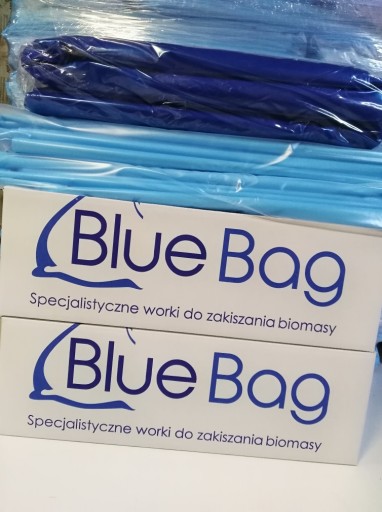 Blue Bag
Specjalistyczne worki do zakiszania biomasy
Blue Bag
Specjalistyczne worki do zakiszania biomasy